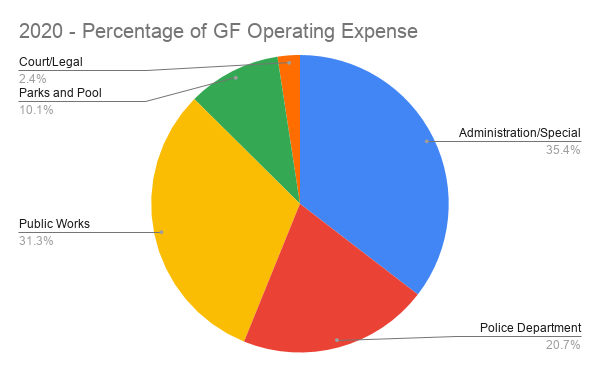 2020 - Percentage of GF Operating Expense
Court/Legal
2.4%
Parks and Pool
10.1%
Administration/Special
35.4%
Public Works
31.3%
Police Department
20.7%